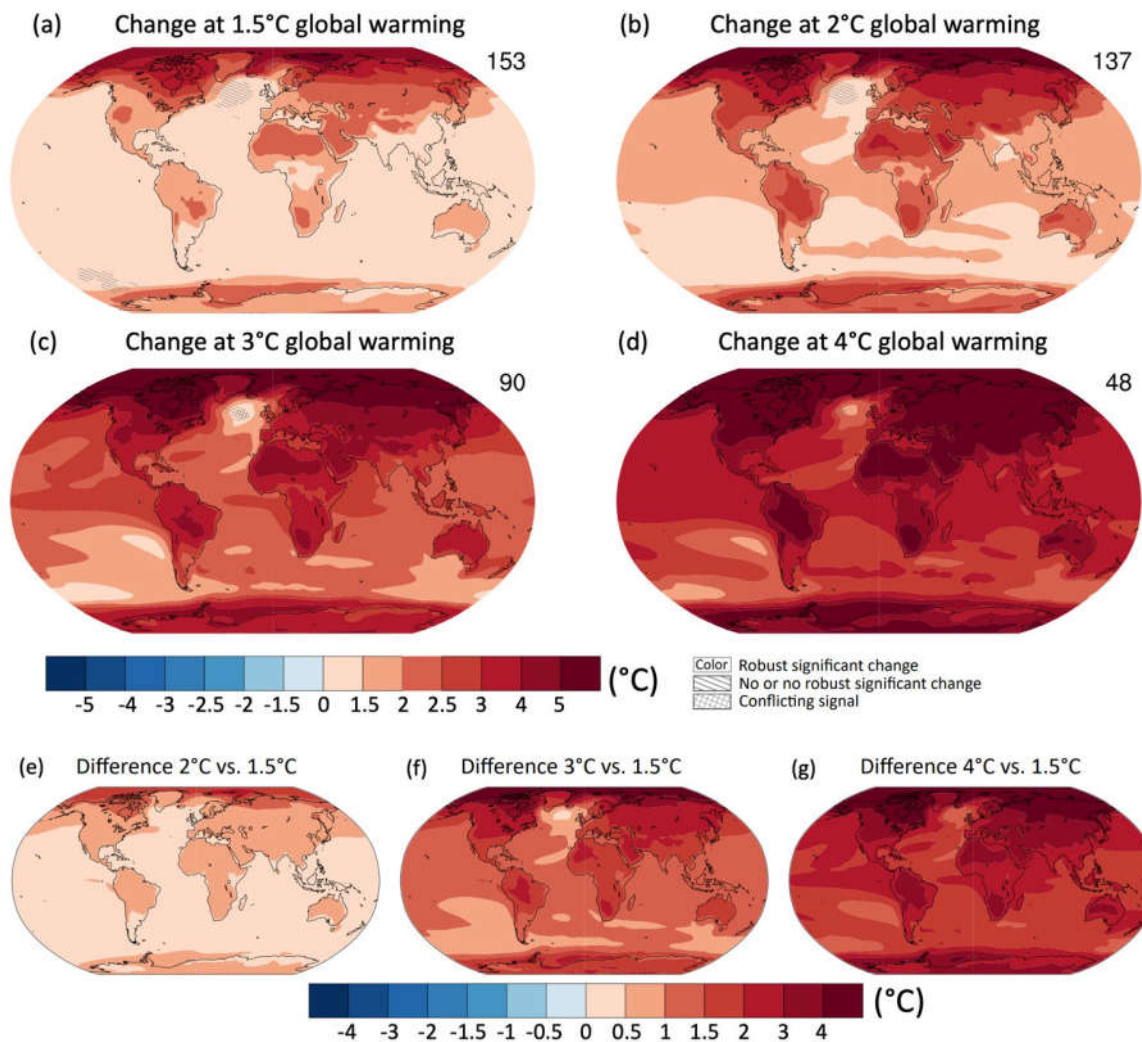 (a) Change at 1.5°C global warming 153
(b) Change at 2°C global warming 137
(c) Change at 3°C global warming 90
(d) Change at 4°C global warming 48
-5 -4 -3 -2.5 -2 -1.5 0 1.5 2 2.5 3 4 5 (°C)
Color Robust significant change
No or no robust significant change
Conflicting signal
(e) Difference 2°C vs. 1.5°C
(f) Difference 3°C vs. 1.5°C
(g) Difference 4°C vs. 1.5°C
-4 -3 -2 -1 -0.5 0 0.5 1 1.5 2 3 4 (°C)